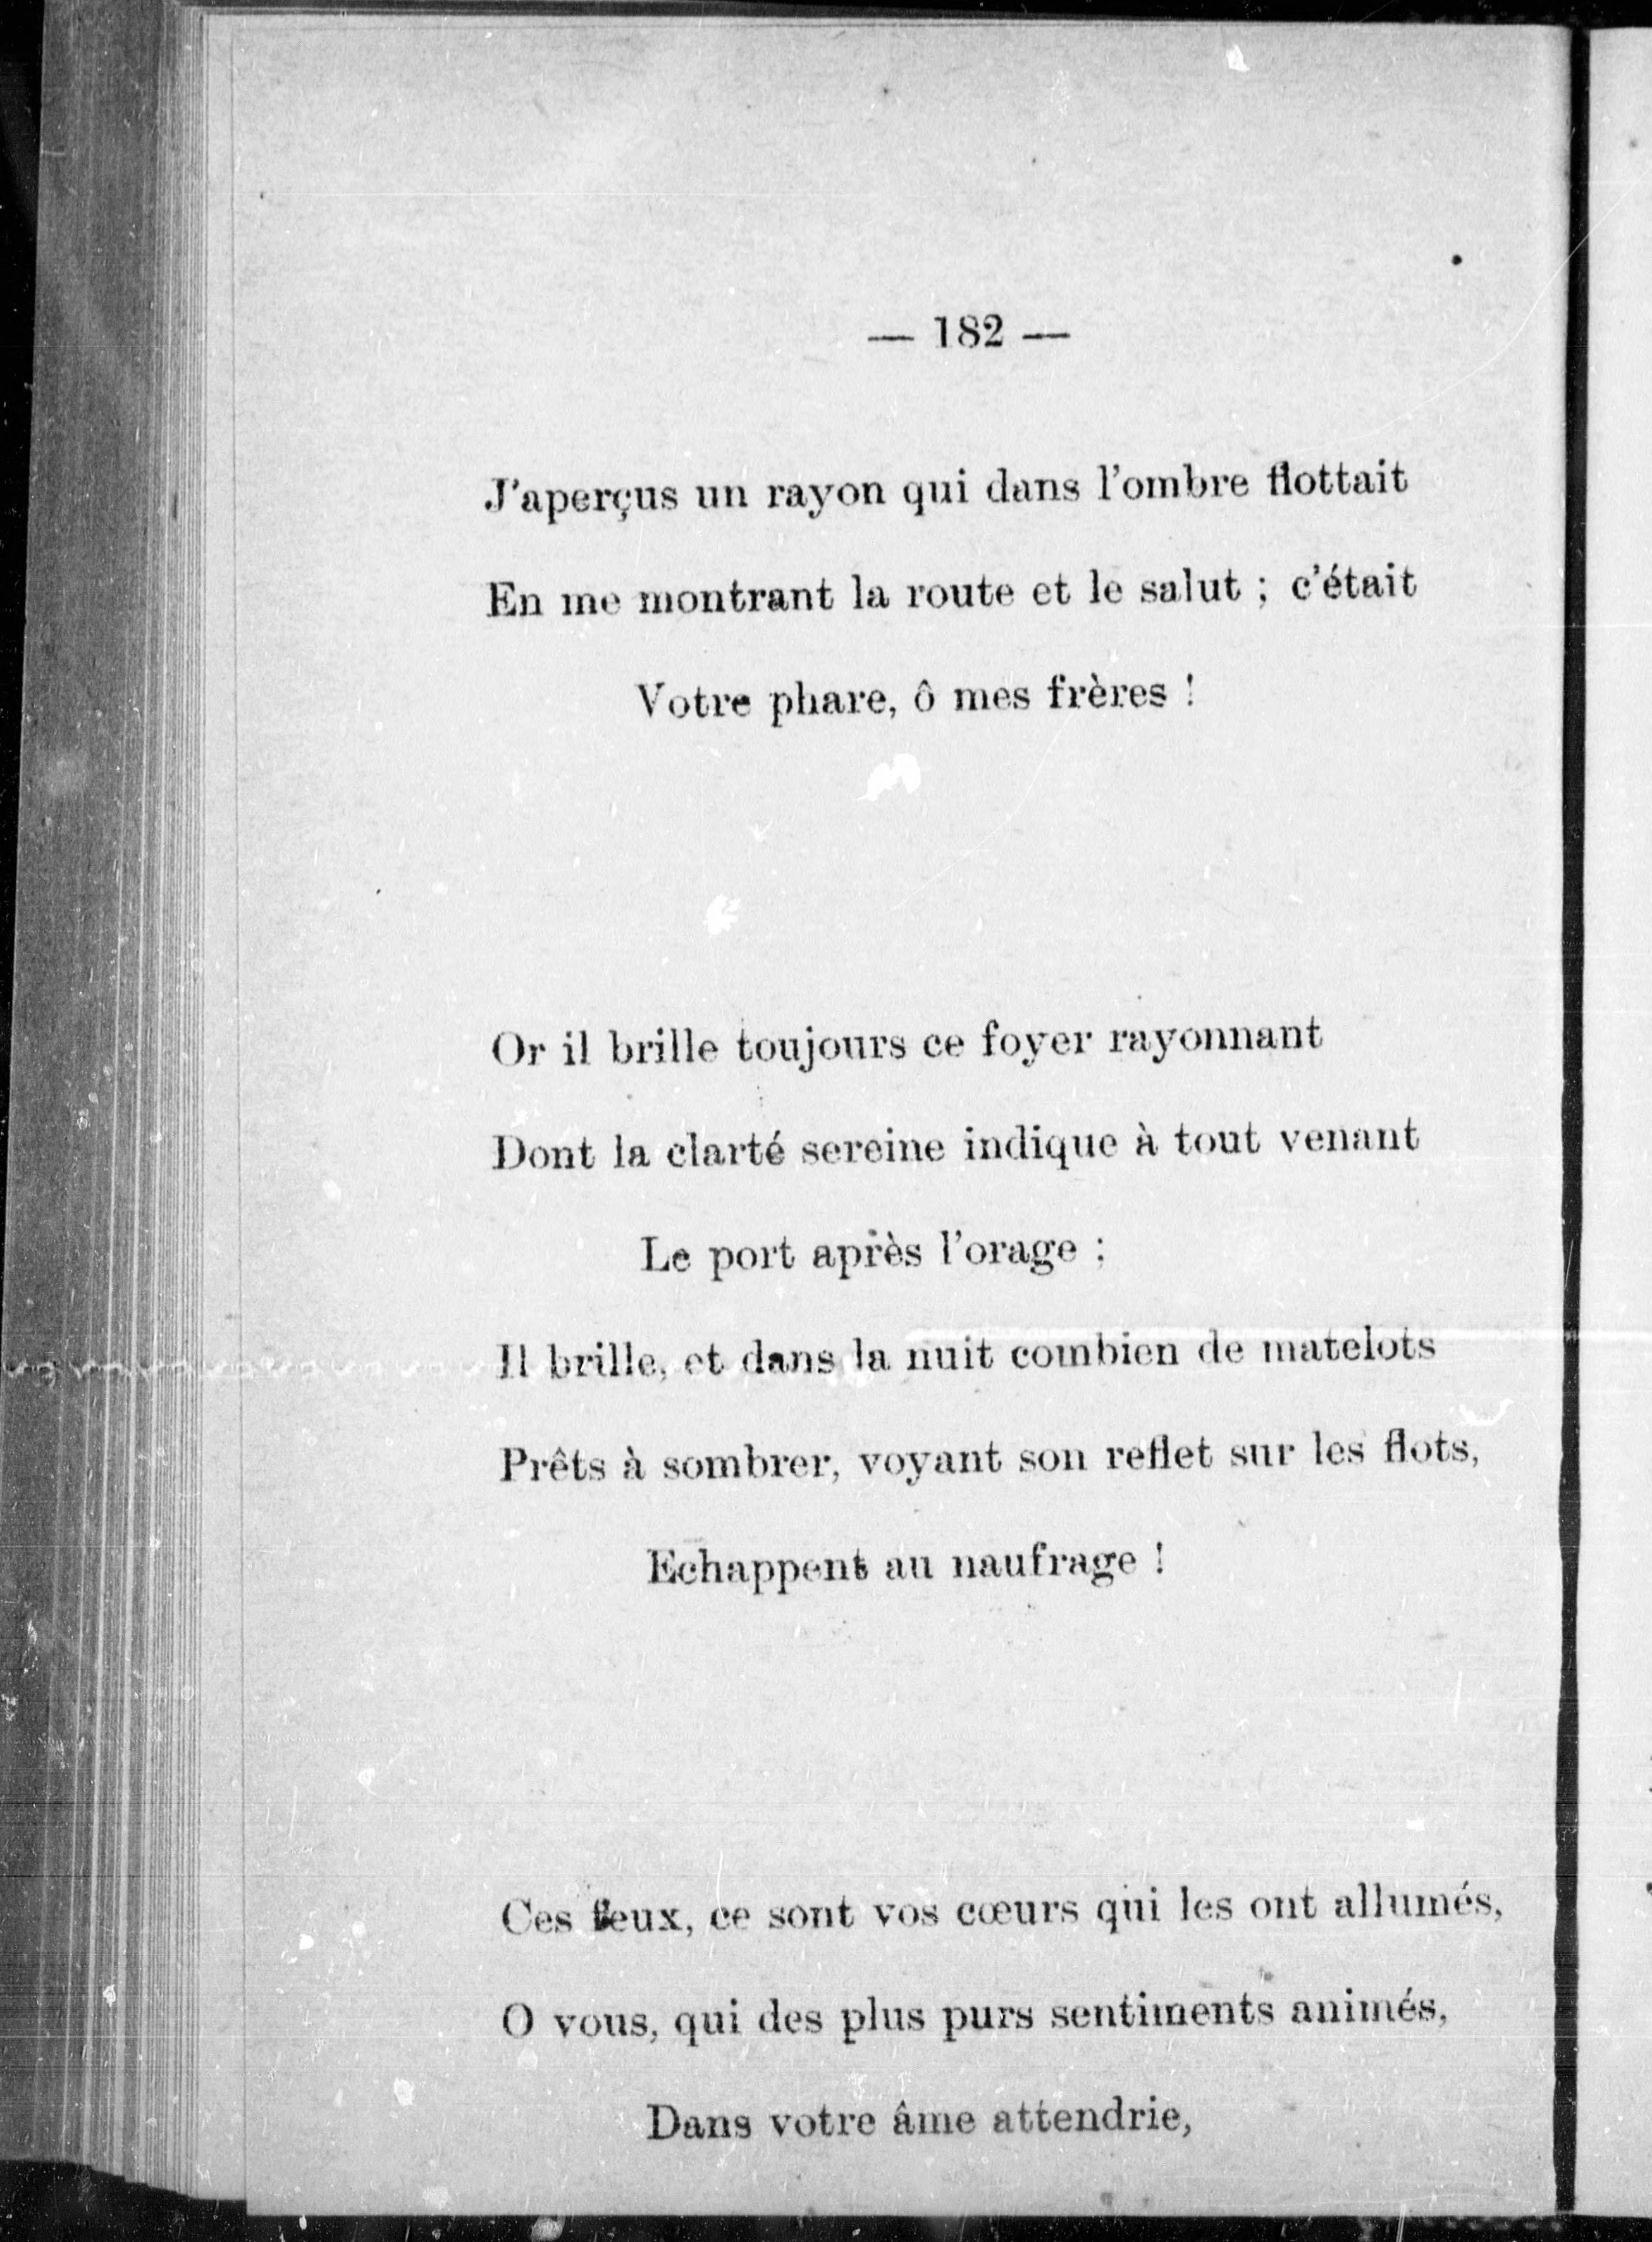 — 182 —
J'aperçus un rayon qui dans l'ombre flottait
En me montrant la route et le salut ; c'était
Votre phare, ô mes frères !
Or il brille toujours ce foyer rayonnant
Dont la clarté sereine indique à tout venant
Le port après l'orage ;
Il brille, et dans la nuit combien de matelots
Prêts à sombrer, voyant son reflet sur les flots,
Echappent au naufrage !
Ces feux, ce sont vos cœurs qui les ont allumés,
O vous, qui des plus purs sentiments animés,
Dans votre âme attendrie,